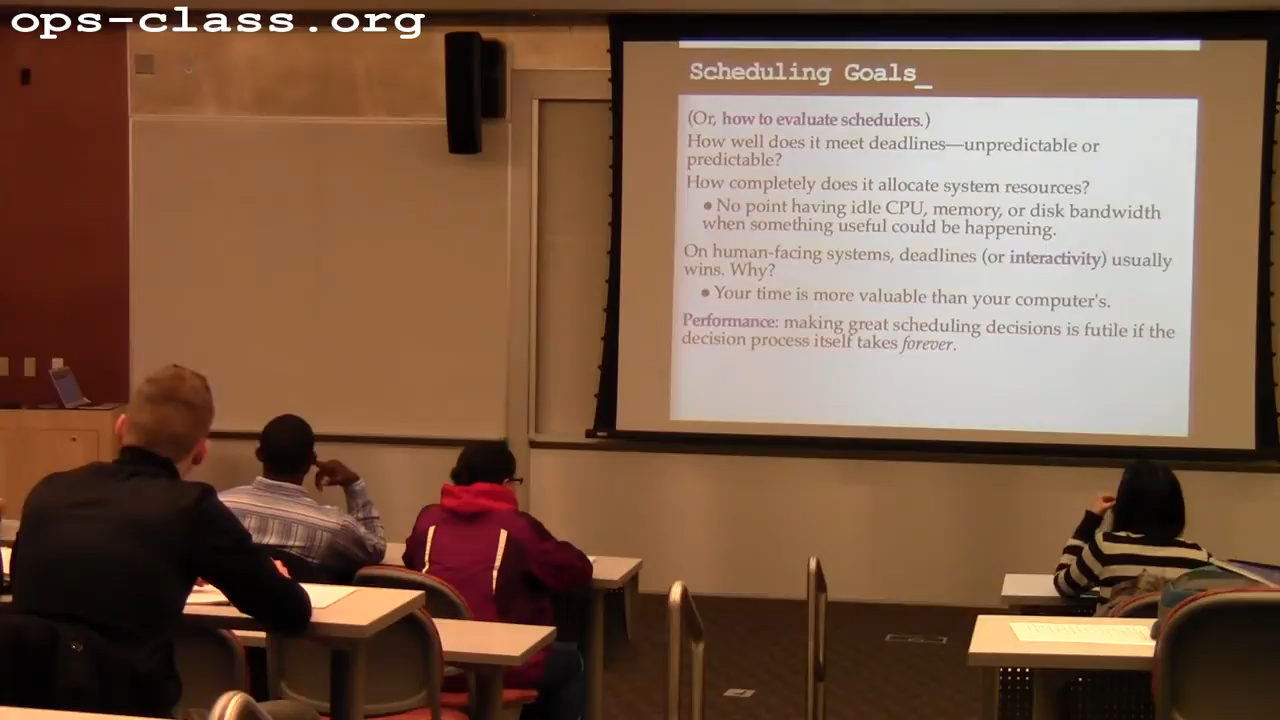 ops-class.org
Scheduling Goals_
(Or, how to evaluate schedulers.)
How well does it meet deadlines—unpredictable or
predictable?
How completely does it allocate system resources?
• No point having idle CPU, memory, or disk bandwidth
when something useful could be happening.
On human-facing systems, deadlines (or interactivity) usually
wins. Why?
• Your time is more valuable than your computer's.
Performance: making great scheduling decisions is futile if the
decision process itself takes forever.